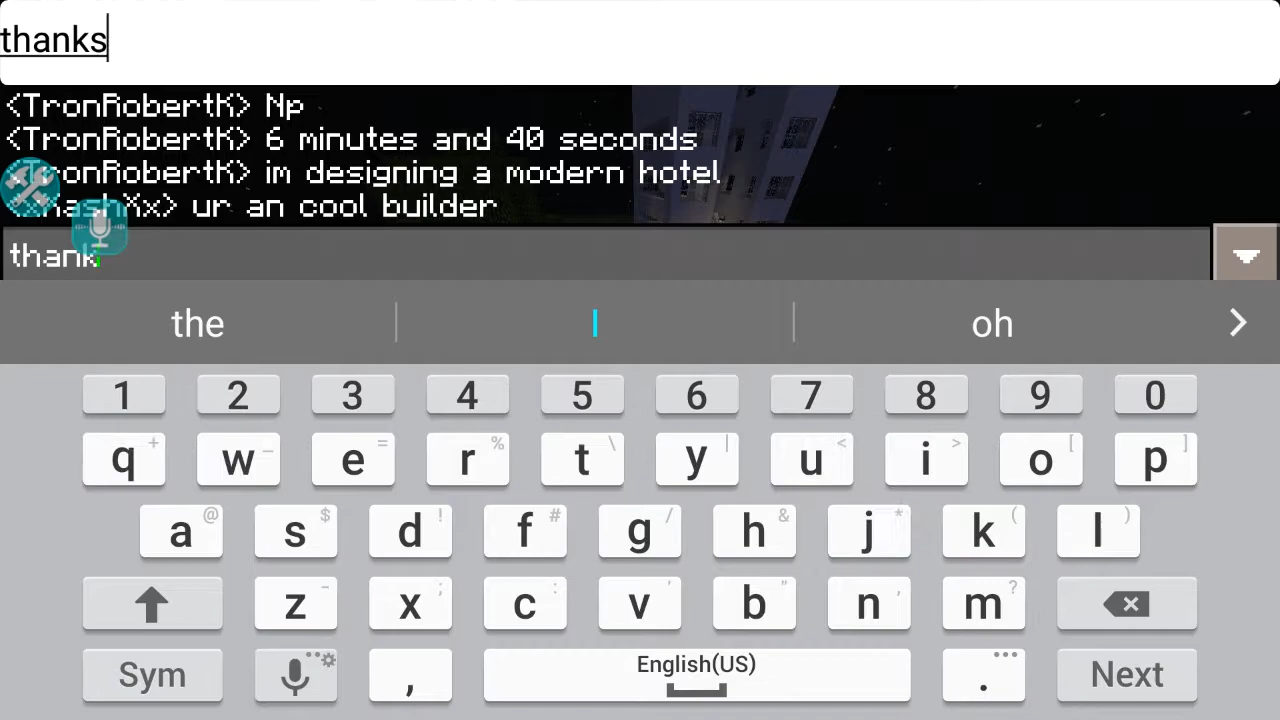 thanks
<TronRobertK> Np
<TronRobertK> 6 minutes and 40 seconds
<TronRobertK> im designing a modern hotel
ur an cool builder
thank
the I oh
1 2 3 4 5 6 7 8 9 0
q + w _ e = r % t \ y | u < i > o [ p ]
a @ s $ d ! f # g / h & j * k ( l )
z - x ; c : v ' b " n , m ?
Sym , English(US) . Next